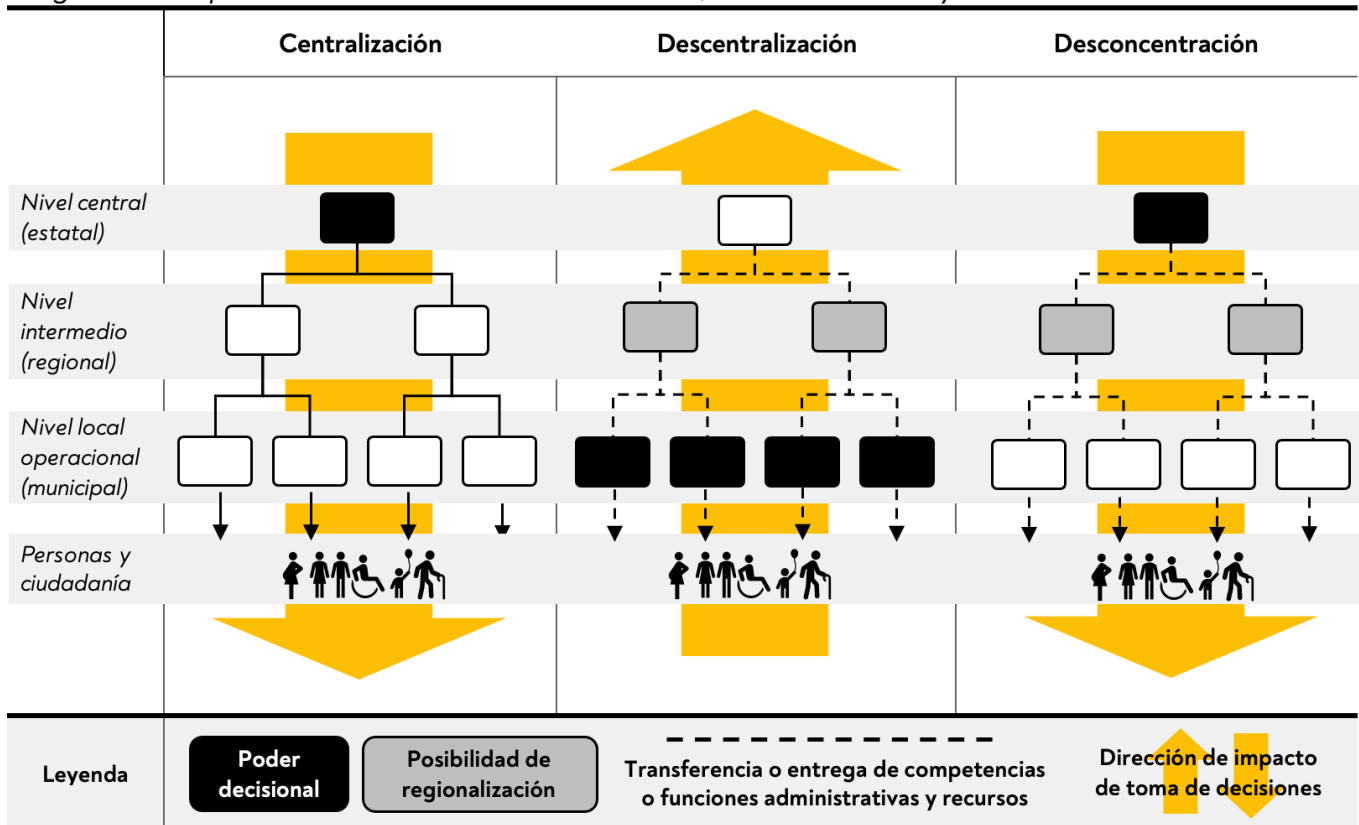 Centralización
Descentralización
Desconcentración
Nivel central
(estatal)
Nivel
intermedio
(regional)
Nivel local
operacional
(municipal)
Personas y
ciudadanía
Leyenda
Poder
decisional
Posibilidad de
regionalización
Transferencia o entrega de competencias
o funciones administrativas y recursos
Dirección de impacto
de toma de decisiones